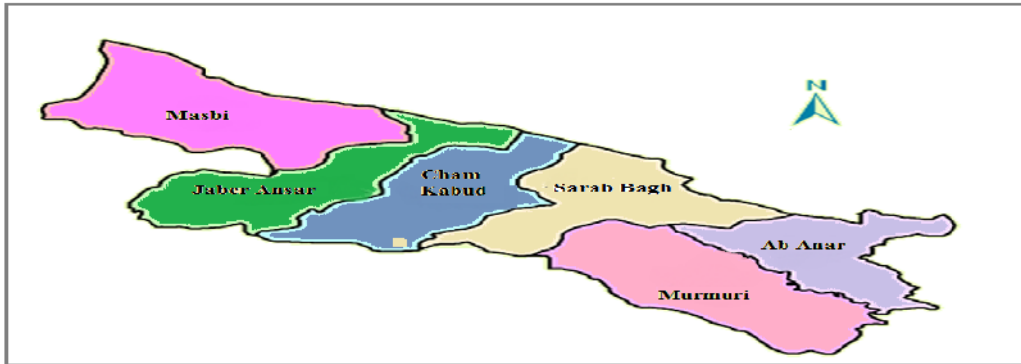 N
Masbi
Jaber Ansar
Cham
Kabud
Sarab Bagh
Ab Anar
Murmuri